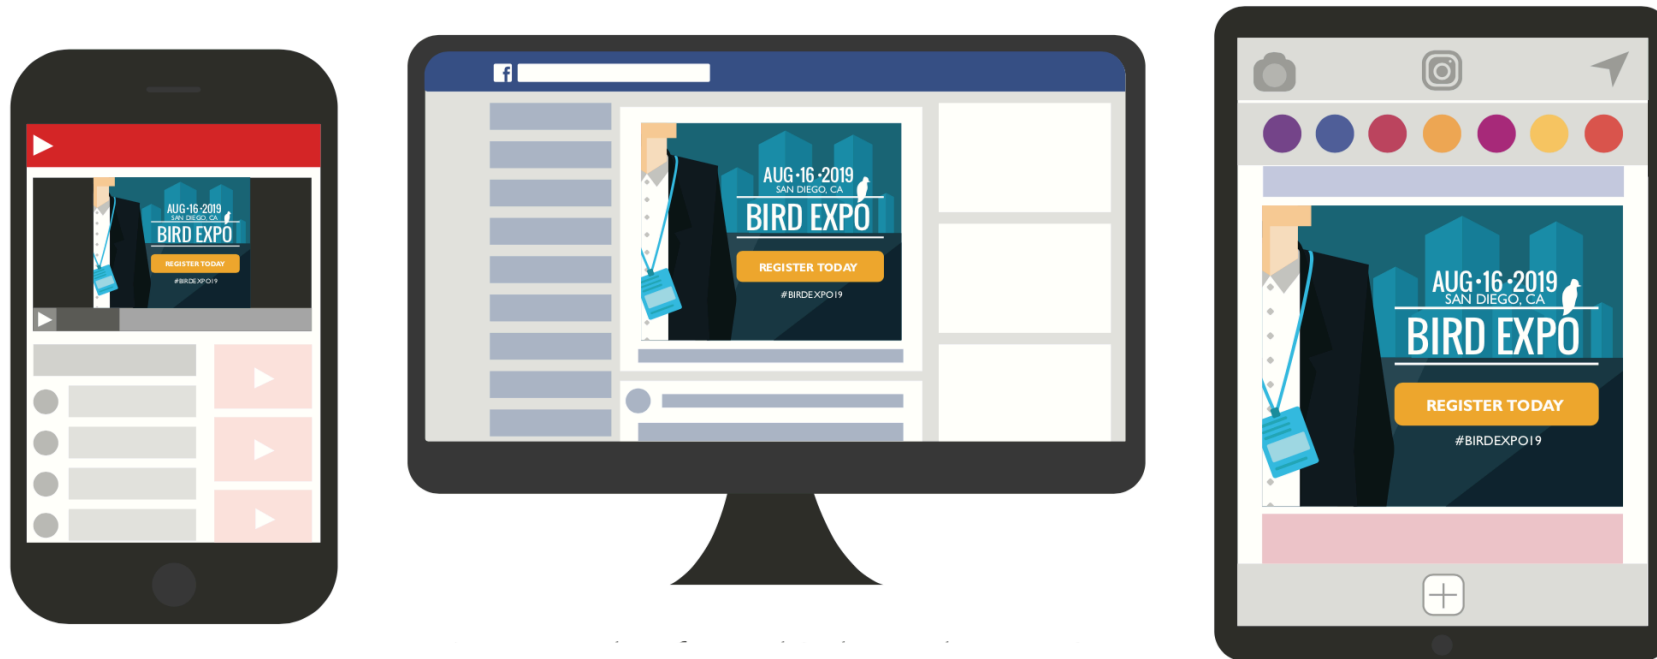 AUG•16•2019
SAN DIEGO, CA
BIRD EXPO
REGISTER TODAY
#BIRDEXPO19
f
AUG•16•2019
SAN DIEGO, CA
BIRD EXPO
REGISTER TODAY
#BIRDEXPO19
AUG•16•2019
SAN DIEGO, CA
BIRD EXPO
REGISTER TODAY
#BIRDEXPO19